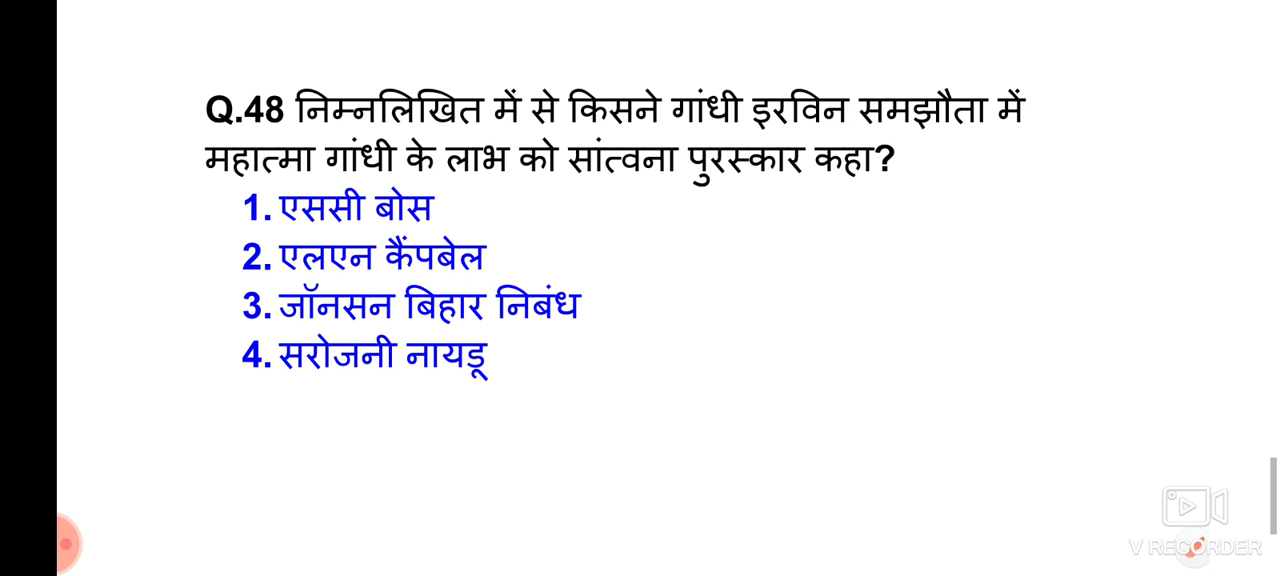 Q.48 निम्नलिखित में से किसने गांधी इरविन समझौता में
महात्मा गांधी के लाभ को सांत्वना पुरस्कार कहा?
1. एससी बोस
2. एलएन कैंपबेल
3. जॉनसन बिहार निबंध
4. सरोजनी नायडू
V RECORDER